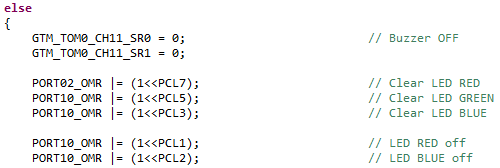 else
{
GTM_TOM0_CH11_SR0 = 0; // Buzzer OFF
GTM_TOM0_CH11_SR1 = 0;
PORT02_OMR |= (1<<PCL7); // Clear LED RED
PORT10_OMR |= (1<<PCL5); // Clear LED GREEN
PORT10_OMR |= (1<<PCL3); // Clear LED BLUE
PORT10_OMR |= (1<<PCL1); // LED RED off
PORT10_OMR |= (1<<PCL2); // LED BLUE off